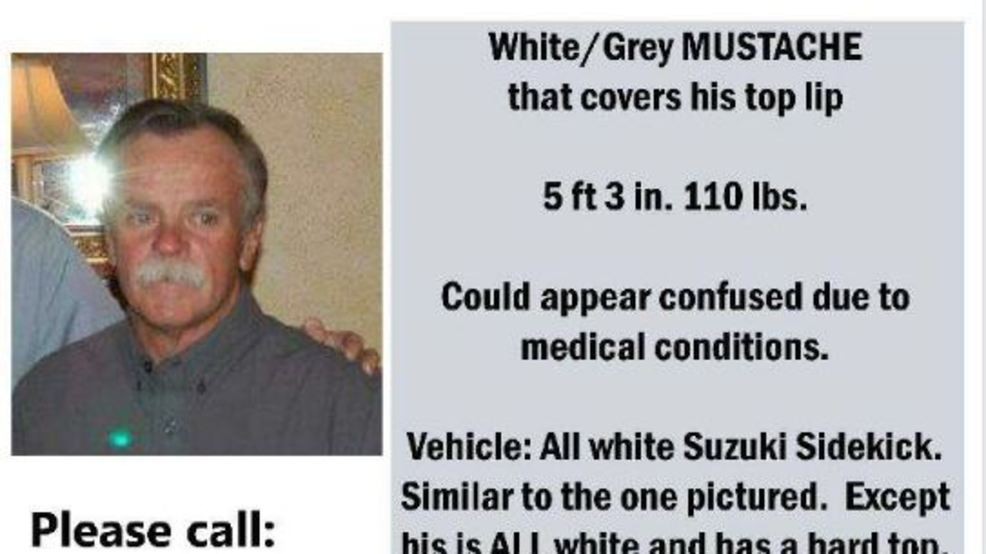 White/Grey MUSTACHE
that covers his top lip
5 ft 3 in. 110 lbs.
Could appear confused due to
medical conditions.
Vehicle: All white Suzuki Sidekick.
Similar to the one pictured.  Except
his is ALL white and has a hard top.
Please call: